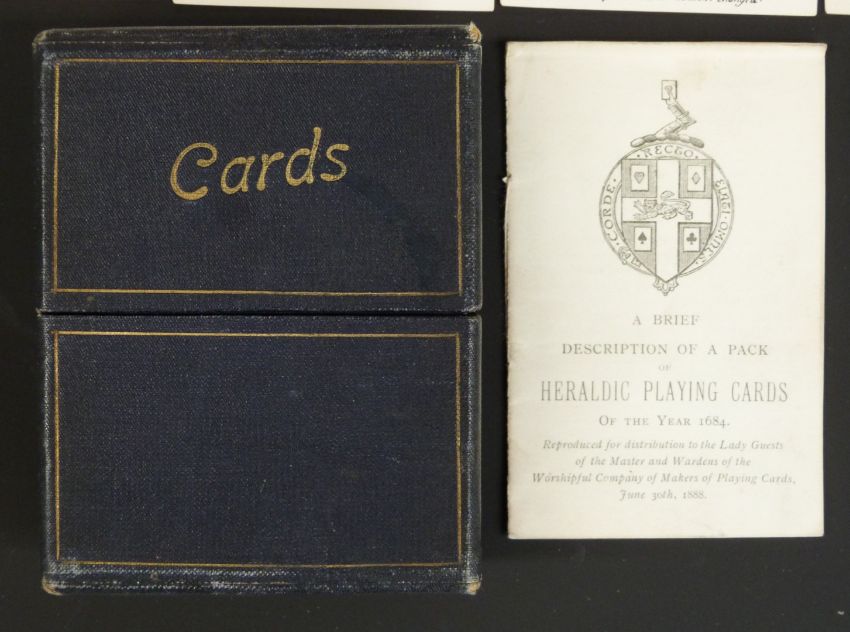 Cards
CORDE · RECTO · ELATI · OMNES
A BRIEF
DESCRIPTION OF A PACK
OF
HERALDIC PLAYING CARDS
OF THE YEAR 1684.
Reproduced for distribution to the Lady Guests
of the Master and Wardens of the
Worshipful Company of Makers of Playing Cards,
June 30th, 1888.